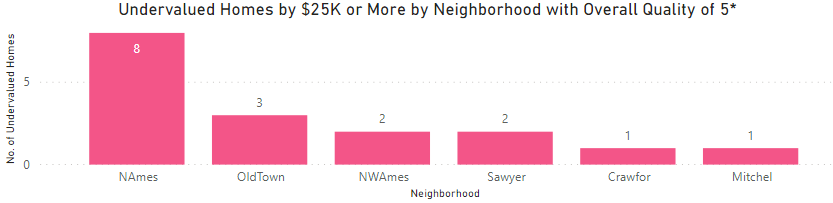 Undervalued Homes by $25K or More by Neighborhood with Overall Quality of 5*
No. of Undervalued Homes
5
0
8
3
2
2
1
1
NAmes
OldTown
NWAmes
Sawyer
Crawfor
Mitchel
Neighborhood